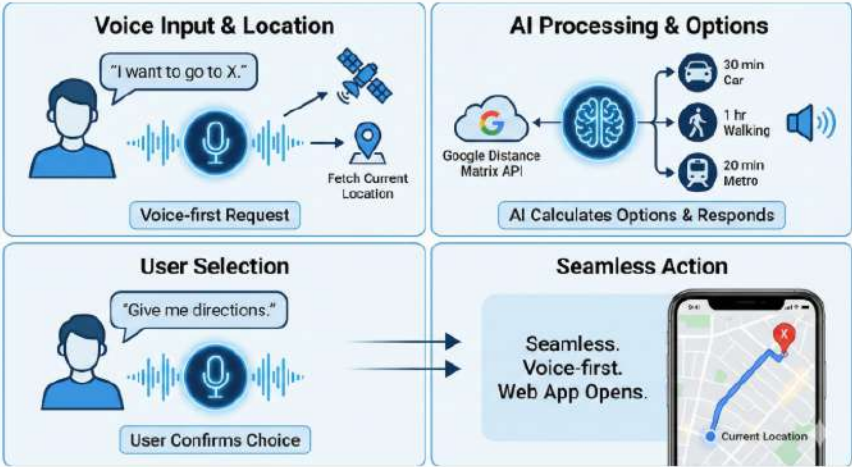 Voice Input & Location
"I want to go to X."
Fetch Current
Location
Voice-first Request
AI Processing & Options
G
Google Distance
Matrix API
30 min
Car
1 hr
Walking
20 min
Metro
AI Calculates Options & Responds
User Selection
"Give me directions."
User Confirms Choice
Seamless Action
Seamless.
Voice-first.
Web App Opens.
9:41
X
Current Location